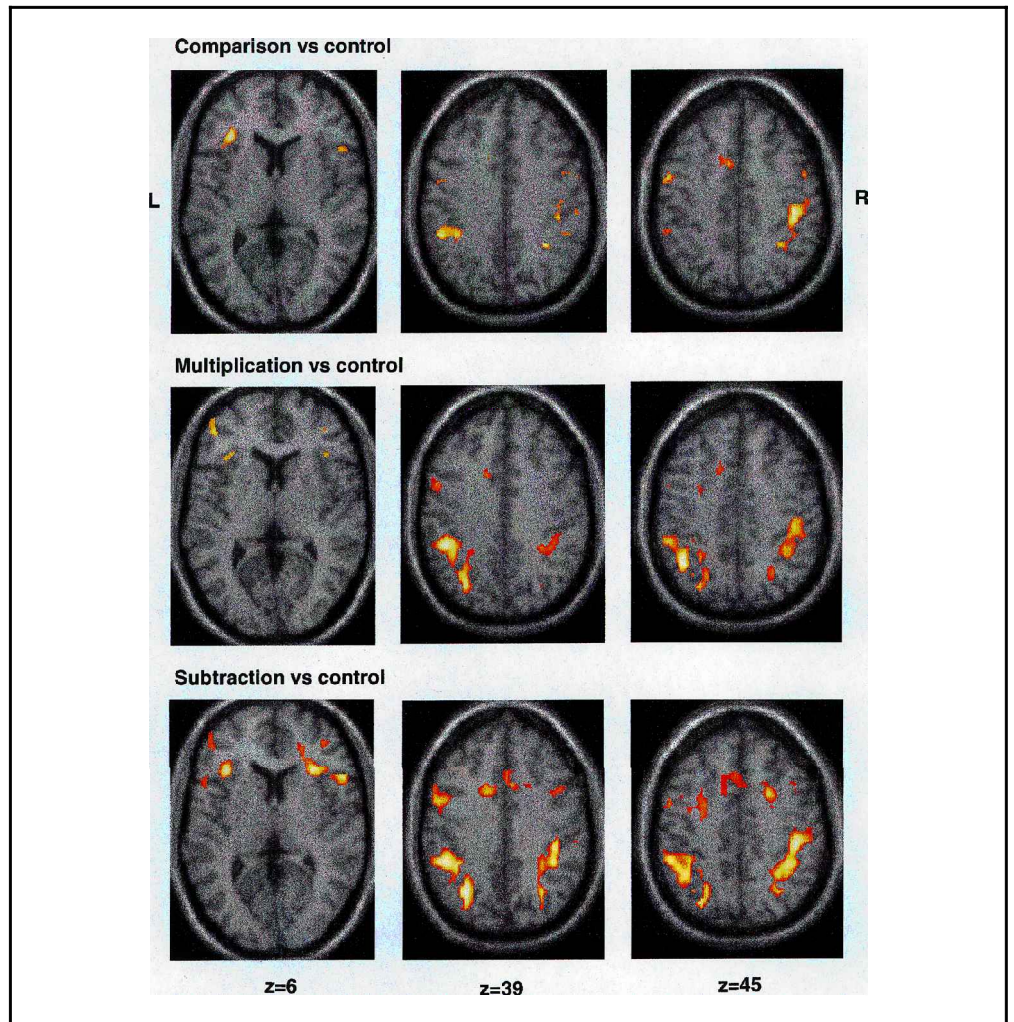 Comparison vs control
L
R
Multiplication vs control
Subtraction vs control
z=6
z=39
z=45